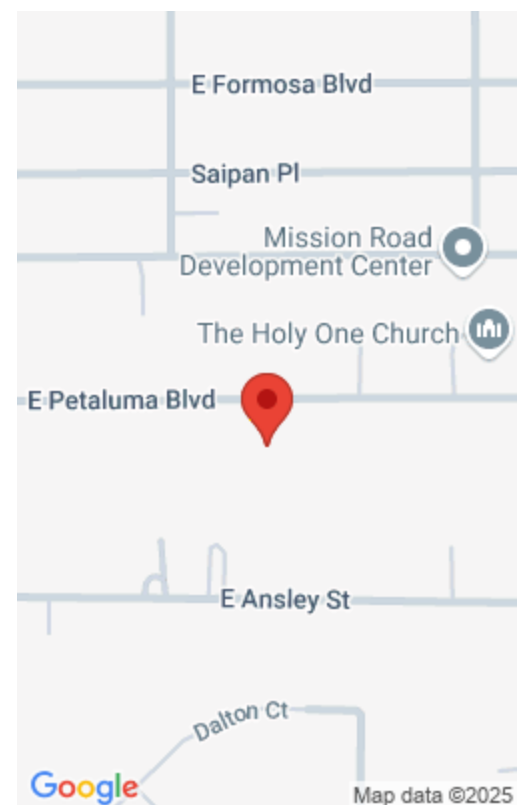 E Formosa Blvd
Saipan Pl
Mission Road
Development Center
The Holy One Church
E Petaluma Blvd
E Ansley St
Dalton Ct
Google
Map data ©2025